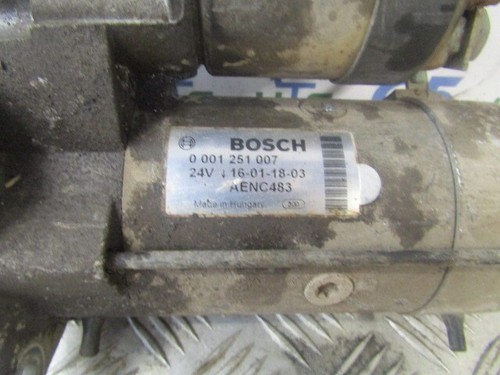 BOSCH
0 001 251 007
24V ↓ 16-01-18-03
AENC483
Made in Hungary